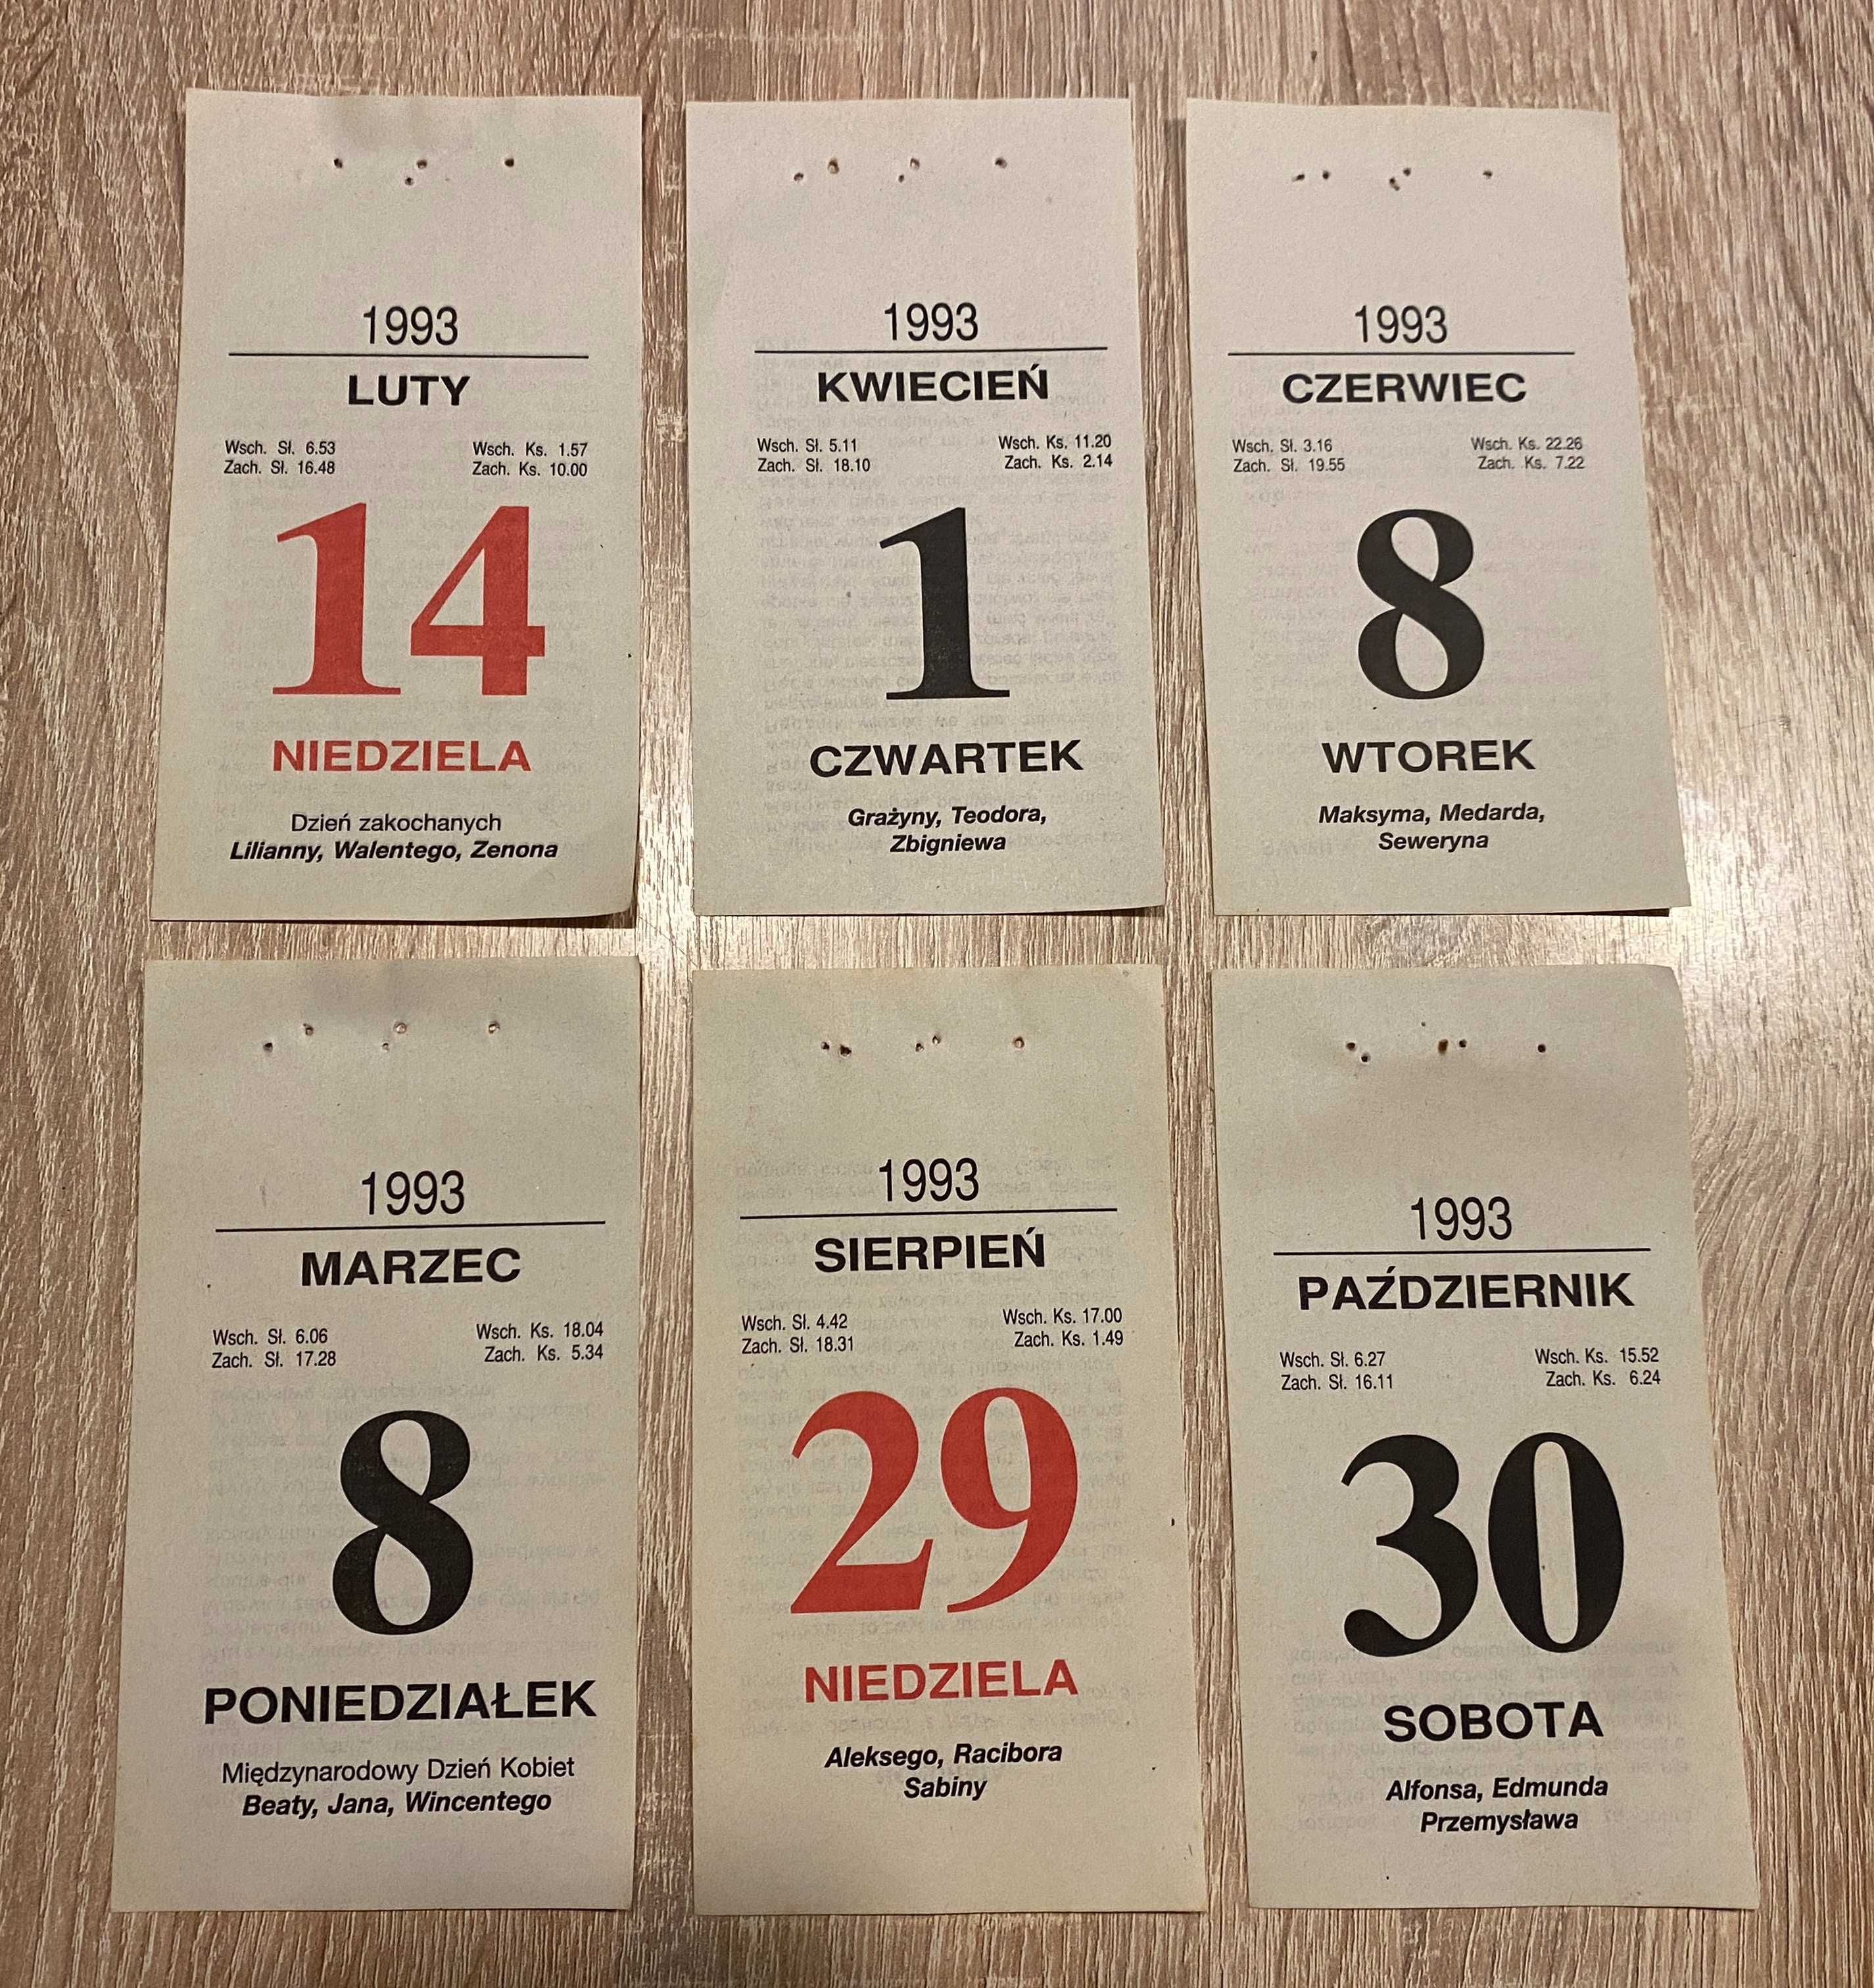 1993
LUTY
Wsch. Sł. 6.53 Wsch. Ks. 1.57
Zach. Sł. 16.48 Zach. Ks. 10.00
14
NIEDZIELA
Dzień zakochanych
Lilianny, Walentego, Zenona
1993
KWIECIEŃ
Wsch. Sł. 5.11 Wsch. Ks. 11.20
Zach. Sł. 18.10 Zach. Ks. 2.14
1
CZWARTEK
Grażyny, Teodora,
Zbigniewa
1993
CZERWIEC
Wsch. Sł. 3.16 Wsch. Ks. 22.26
Zach. Sł. 19.55 Zach. Ks. 7.22
8
WTOREK
Maksyma, Medarda,
Seweryna
1993
MARZEC
Wsch. Sł. 6.06 Wsch. Ks. 18.04
Zach. Sł. 17.28 Zach. Ks. 5.34
8
PONIEDZIAŁEK
Międzynarodowy Dzień Kobiet
Beaty, Jana, Wincentego
1993
SIERPIEŃ
Wsch. Sł. 4.42 Wsch. Ks. 17.00
Zach. Sł. 18.31 Zach. Ks. 1.49
29
NIEDZIELA
Aleksego, Racibora
Sabiny
1993
PAŹDZIERNIK
Wsch. Sł. 6.27 Wsch. Ks. 15.52
Zach. Sł. 16.11 Zach. Ks. 6.24
30
SOBOTA
Alfonsa, Edmunda
Przemysława